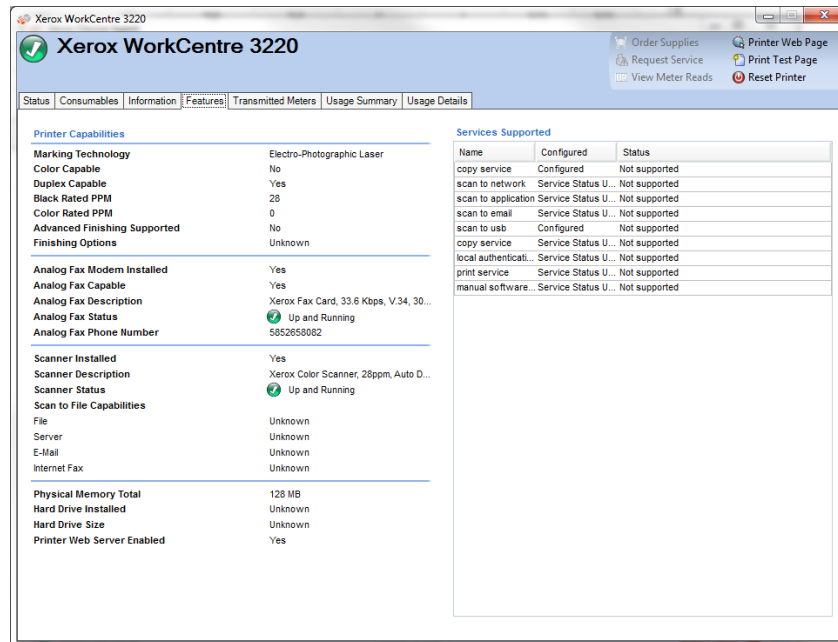 Xerox WorkCentre 3220
Xerox WorkCentre 3220
Order Supplies
Request Service
View Meter Reads
Printer Web Page
Print Test Page
Reset Printer
Status Consumables Information Features Transmitted Meters Usage Summary Usage Details
Printer Capabilities
Marking Technology Electro-Photographic Laser
Color Capable No
Duplex Capable Yes
Black Rated PPM 28
Color Rated PPM 0
Advanced Finishing Supported No
Finishing Options Unknown
Analog Fax Modem Installed Yes
Analog Fax Capable Yes
Analog Fax Description Xerox Fax Card, 33.6 Kbps, V.34, 30...
Analog Fax Status Up and Running
Analog Fax Phone Number 5852658082
Scanner Installed Yes
Scanner Description Xerox Color Scanner, 28ppm, Auto D...
Scanner Status Up and Running
Scan to File Capabilities
File Unknown
Server Unknown
E-Mail Unknown
Internet Fax Unknown
Physical Memory Total 128 MB
Hard Drive Installed Unknown
Hard Drive Size Unknown
Printer Web Server Enabled Yes
Services Supported
Name Configured Status
copy service Configured Not supported
scan to network Service Status U... Not supported
scan to application Service Status U... Not supported
scan to email Service Status U... Not supported
scan to usb Configured Not supported
copy service Service Status U... Not supported
local authenticati... Service Status U... Not supported
print service Service Status U... Not supported
manual software... Service Status U... Not supported